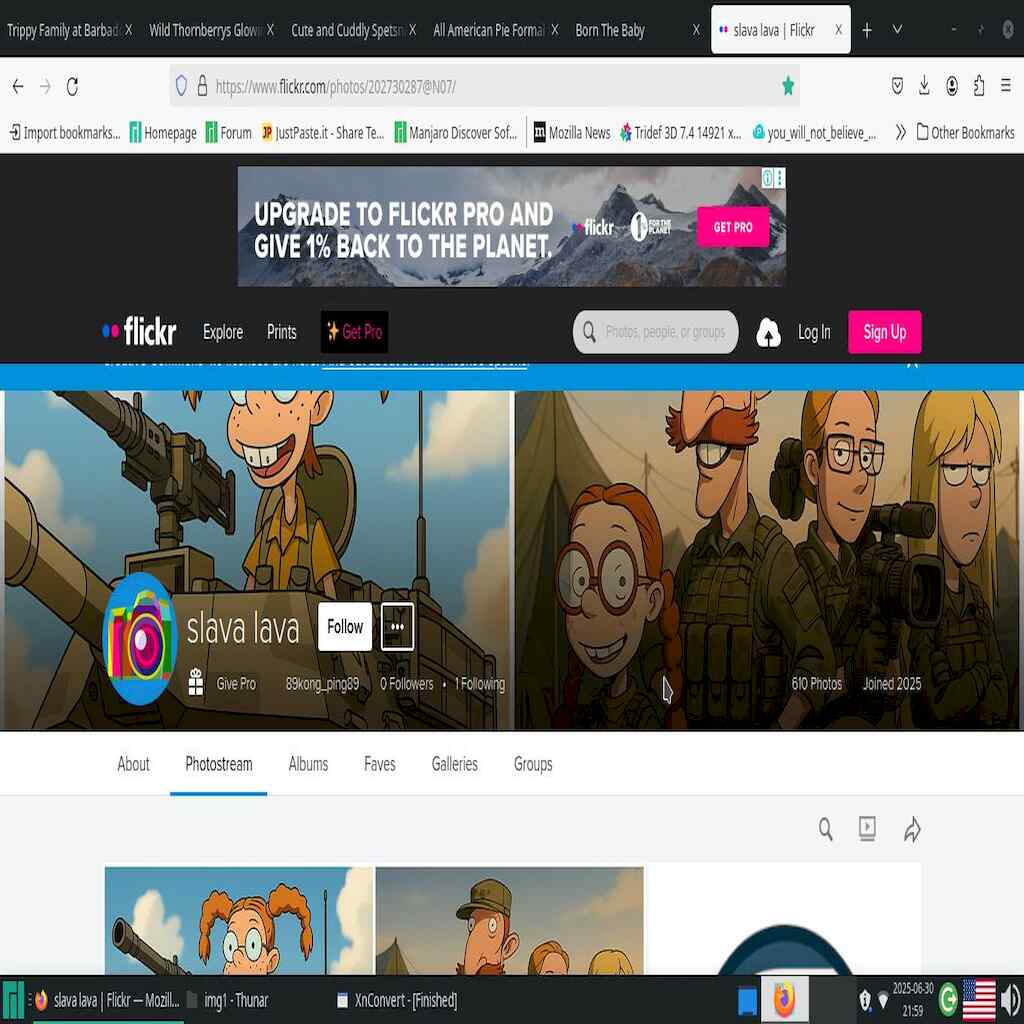 Trippy Family at Barbad
Wild Thornberrys Glowi
Cute and Cuddly Spetsn
All American Pie Formal
Born The Baby
slava lava | Flickr
https://www.flickr.com/photos/202730287@N07/
Import bookmarks...
Homepage
Forum
JP JustPaste.it - Share Te...
Manjaro Discover Sof...
m Mozilla News
Tridef 3D 7.4 14921 x...
you_will_not_believe_...
Other Bookmarks
UPGRADE TO FLICKR PRO AND
GIVE 1% BACK TO THE PLANET.
flickr
1% FOR THE
PLANET
GET PRO
flickr
Explore
Prints
Get Pro
Photos, people, or groups
Log In
Sign Up
slava lava
Follow
Give Pro
89kong_ping89
0 Followers • 1 Following
610 Photos
Joined 2025
About
Photostream
Albums
Faves
Galleries
Groups
slava lava | Flickr — Mozill...
img1 - Thunar
XnConvert - [Finished]
2025-06-30
21:59